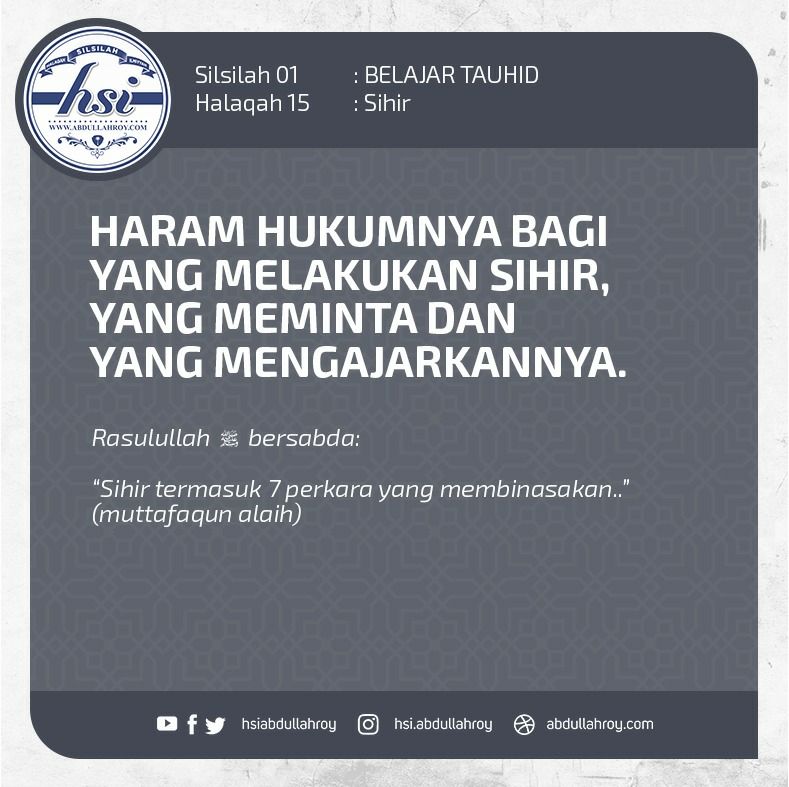 SILSILAH
HALAQAH
ILMIYYAH
hsi
WWW.ABDULLAHROY.COM
Silsilah 01 : BELAJAR TAUHID
Halaqah 15 : Sihir
HARAM HUKUMNYA BAGI
YANG MELAKUKAN SIHIR,
YANG MEMINTA DAN
YANG MENGAJARKANNYA.
Rasulullah ﷺ bersabda:
“Sihir termasuk 7 perkara yang membinasakan..”
(muttafaqun alaih)
hsiabdullahroy hsi.abdullahroy abdullahroy.com